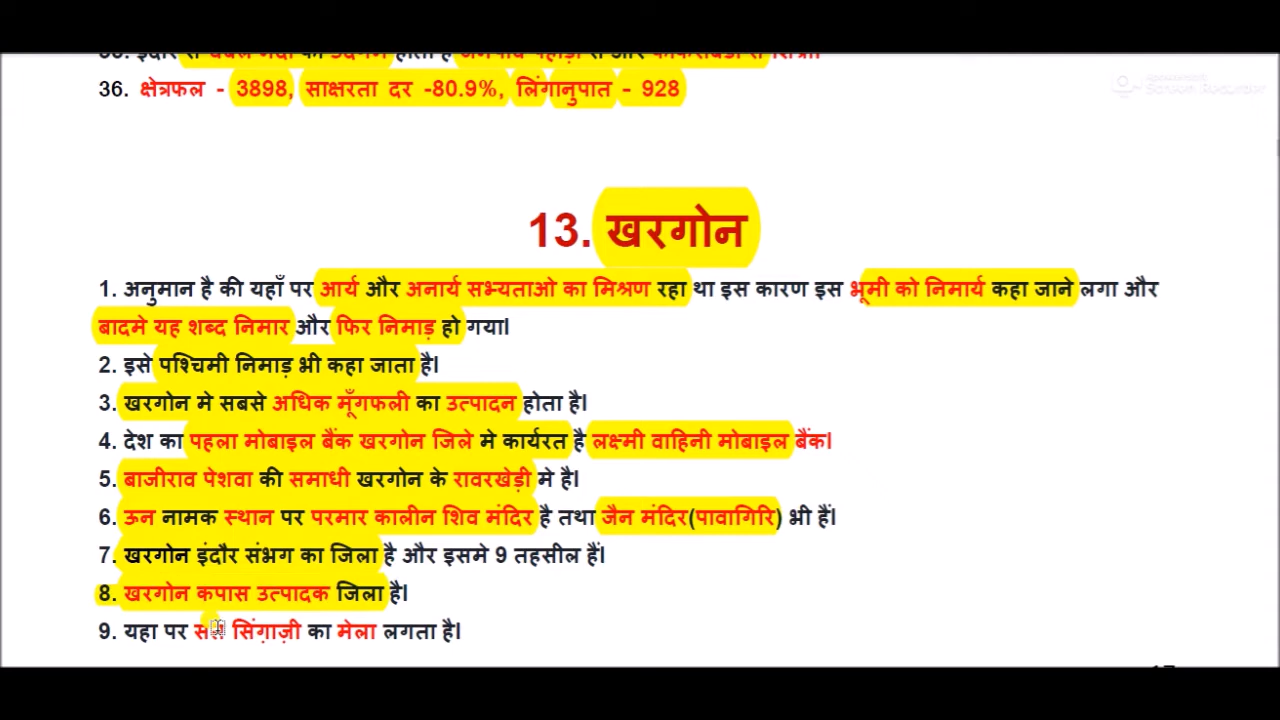 36. क्षेत्रफल - 3898, साक्षरता दर -80.9%, लिंगानुपात - 928
Screen Recorder
13. खरगोन
1. अनुमान है की यहाँ पर आर्य और अनार्य सभ्यताओ का मिश्रण रहा था इस कारण इस भूमी को निमार्य कहा जाने लगा और
बादमे यह शब्द निमार और फिर निमाड़ हो गया।
2. इसे पश्चिमी निमाड़ भी कहा जाता है।
3. खरगोन मे सबसे अधिक मूँगफली का उत्पादन होता है।
4. देश का पहला मोबाइल बैंक खरगोन जिले मे कार्यरत है लक्ष्मी वाहिनी मोबाइल बैंक।
5. बाजीराव पेशवा की समाधी खरगोन के रावरखेड़ी मे है।
6. ऊन नामक स्थान पर परमार कालीन शिव मंदिर है तथा जैन मंदिर(पावागिरि) भी हैं।
7. खरगोन इंदौर संभग का जिला है और इसमे 9 तहसील हैं।
8. खरगोन कपास उत्पादक जिला है।
9. यहा पर सिंग़ाज़ी का मेला लगता है।